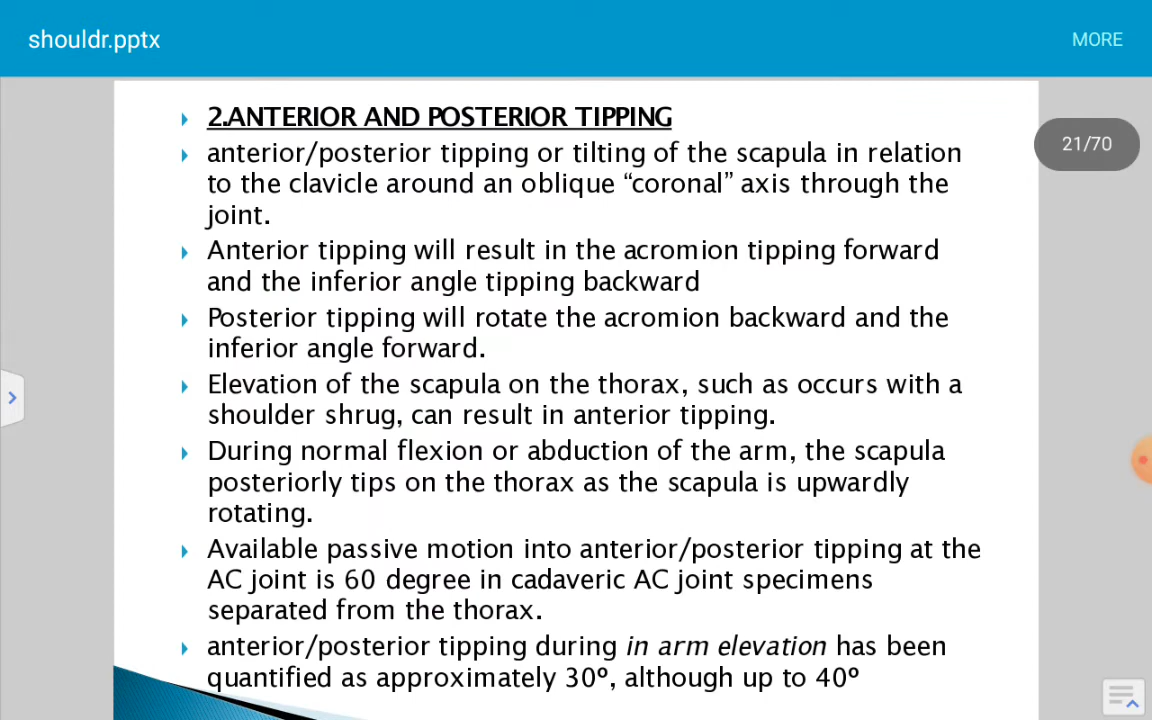 shouldr.pptx
MORE
21/70
2.ANTERIOR AND POSTERIOR TIPPING
anterior/posterior tipping or tilting of the scapula in relation
to the clavicle around an oblique “coronal” axis through the
joint.
Anterior tipping will result in the acromion tipping forward
and the inferior angle tipping backward
Posterior tipping will rotate the acromion backward and the
inferior angle forward.
Elevation of the scapula on the thorax, such as occurs with a
shoulder shrug, can result in anterior tipping.
During normal flexion or abduction of the arm, the scapula
posteriorly tips on the thorax as the scapula is upwardly
rotating.
Available passive motion into anterior/posterior tipping at the
AC joint is 60 degree in cadaveric AC joint specimens
separated from the thorax.
anterior/posterior tipping during in arm elevation has been
quantified as approximately 30º, although up to 40º